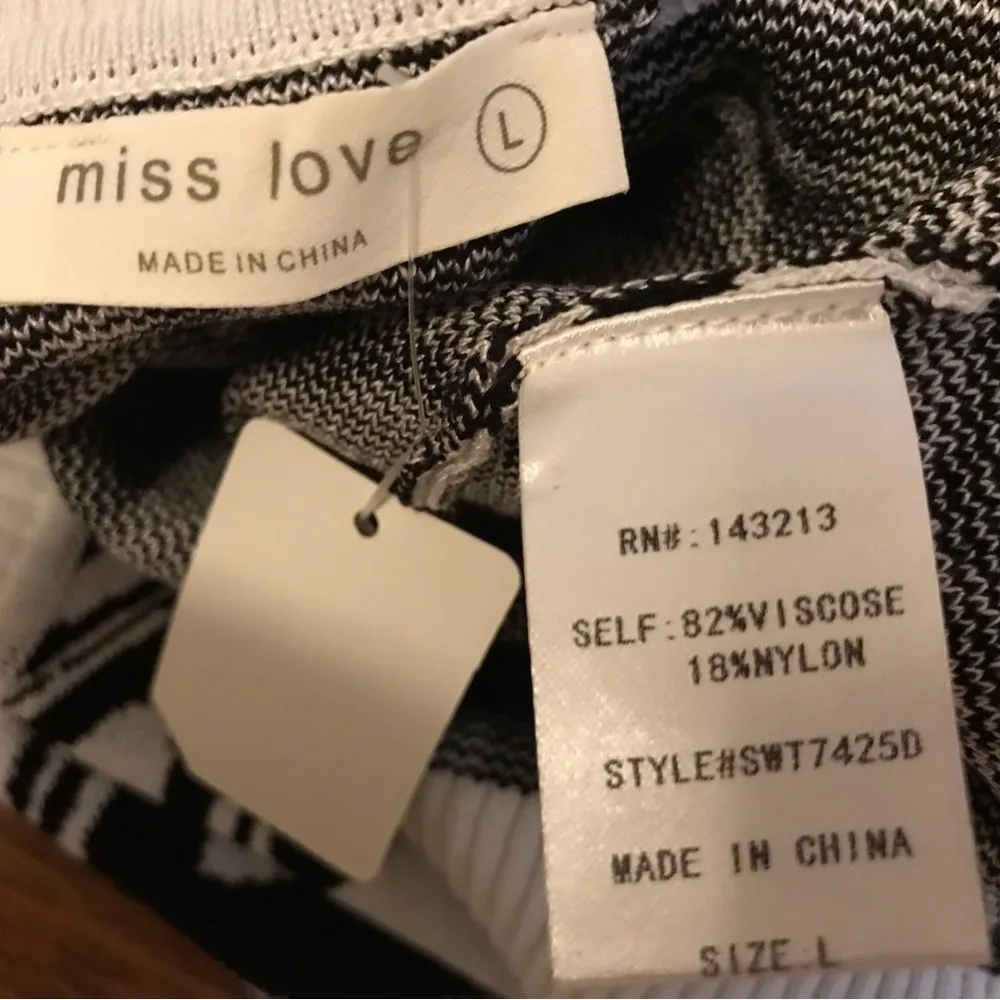 miss love L
MADE IN CHINA
RN#:143213
SELF:82%VISCOSE
18%NYLON
STYLE#SWT7425D
MADE IN CHINA
SIZE:L